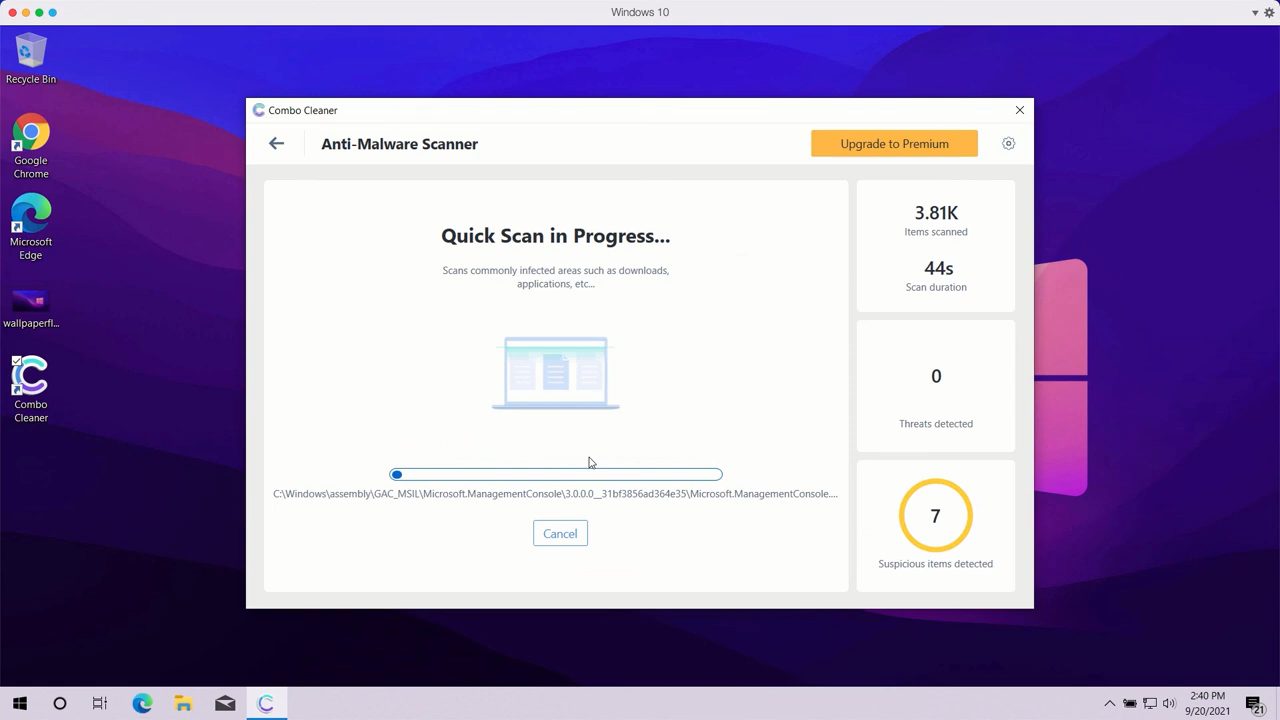 Windows 10
Recycle Bin
Google
Chrome
Microsoft
Edge
wallpaperfl...
Combo
Cleaner
Combo Cleaner
Anti-Malware Scanner
Upgrade to Premium
Quick Scan in Progress...
Scans commonly infected areas such as downloads,
applications, etc...
C:\Windows\assembly\GAC_MSIL\Microsoft.ManagementConsole\3.0.0.0__31bf3856ad364e35\Microsoft.ManagementConsole....
Cancel
3.81K
Items scanned
44s
Scan duration
0
Threats detected
7
Suspicious items detected
2:40 PM
9/20/2021
21